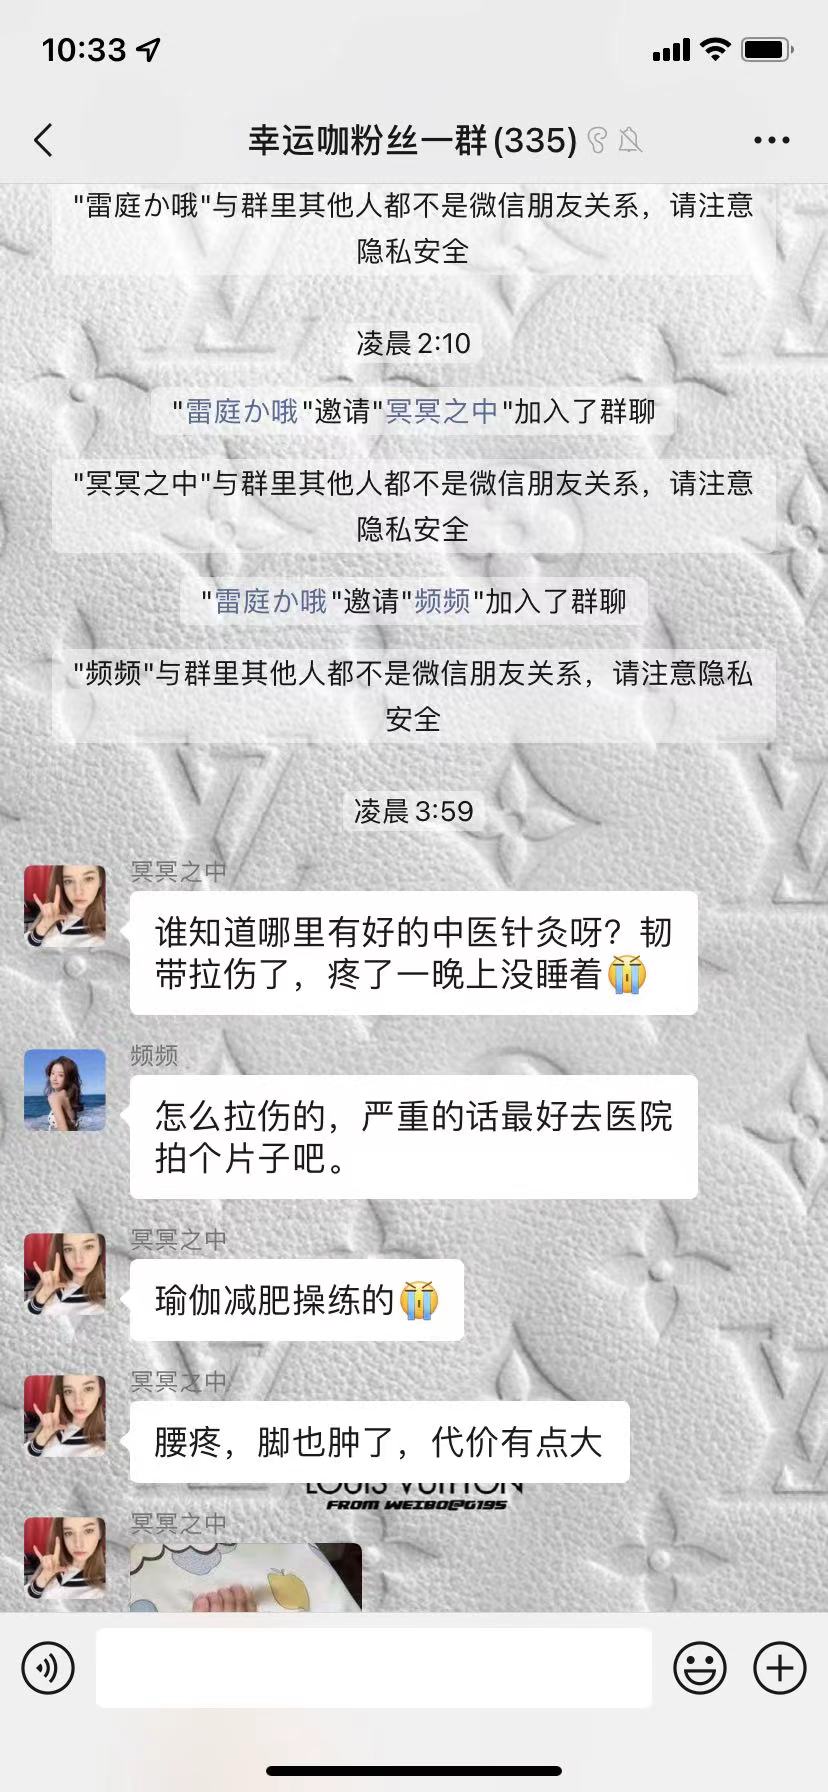 10:33
幸运咖粉丝一群(335)
"雷庭か哦"与群里其他人都不是微信朋友关系，请注意
隐私安全
凌晨2:10
"雷庭か哦"邀请"冥冥之中"加入了群聊
"冥冥之中"与群里其他人都不是微信朋友关系，请注意
隐私安全
"雷庭か哦"邀请"频频"加入了群聊
"频频"与群里其他人都不是微信朋友关系，请注意隐私
安全
凌晨3:59
冥冥之中
谁知道哪里有好的中医针灸呀？韧
带拉伤了，疼了一晚上没睡着😭
频频
怎么拉伤的，严重的话最好去医院
拍个片子吧。
冥冥之中
瑜伽减肥操练的😭
冥冥之中
腰疼，脚也肿了，代价有点大
LOUIS VUITTON
FROM WEIBO@G195
冥冥之中